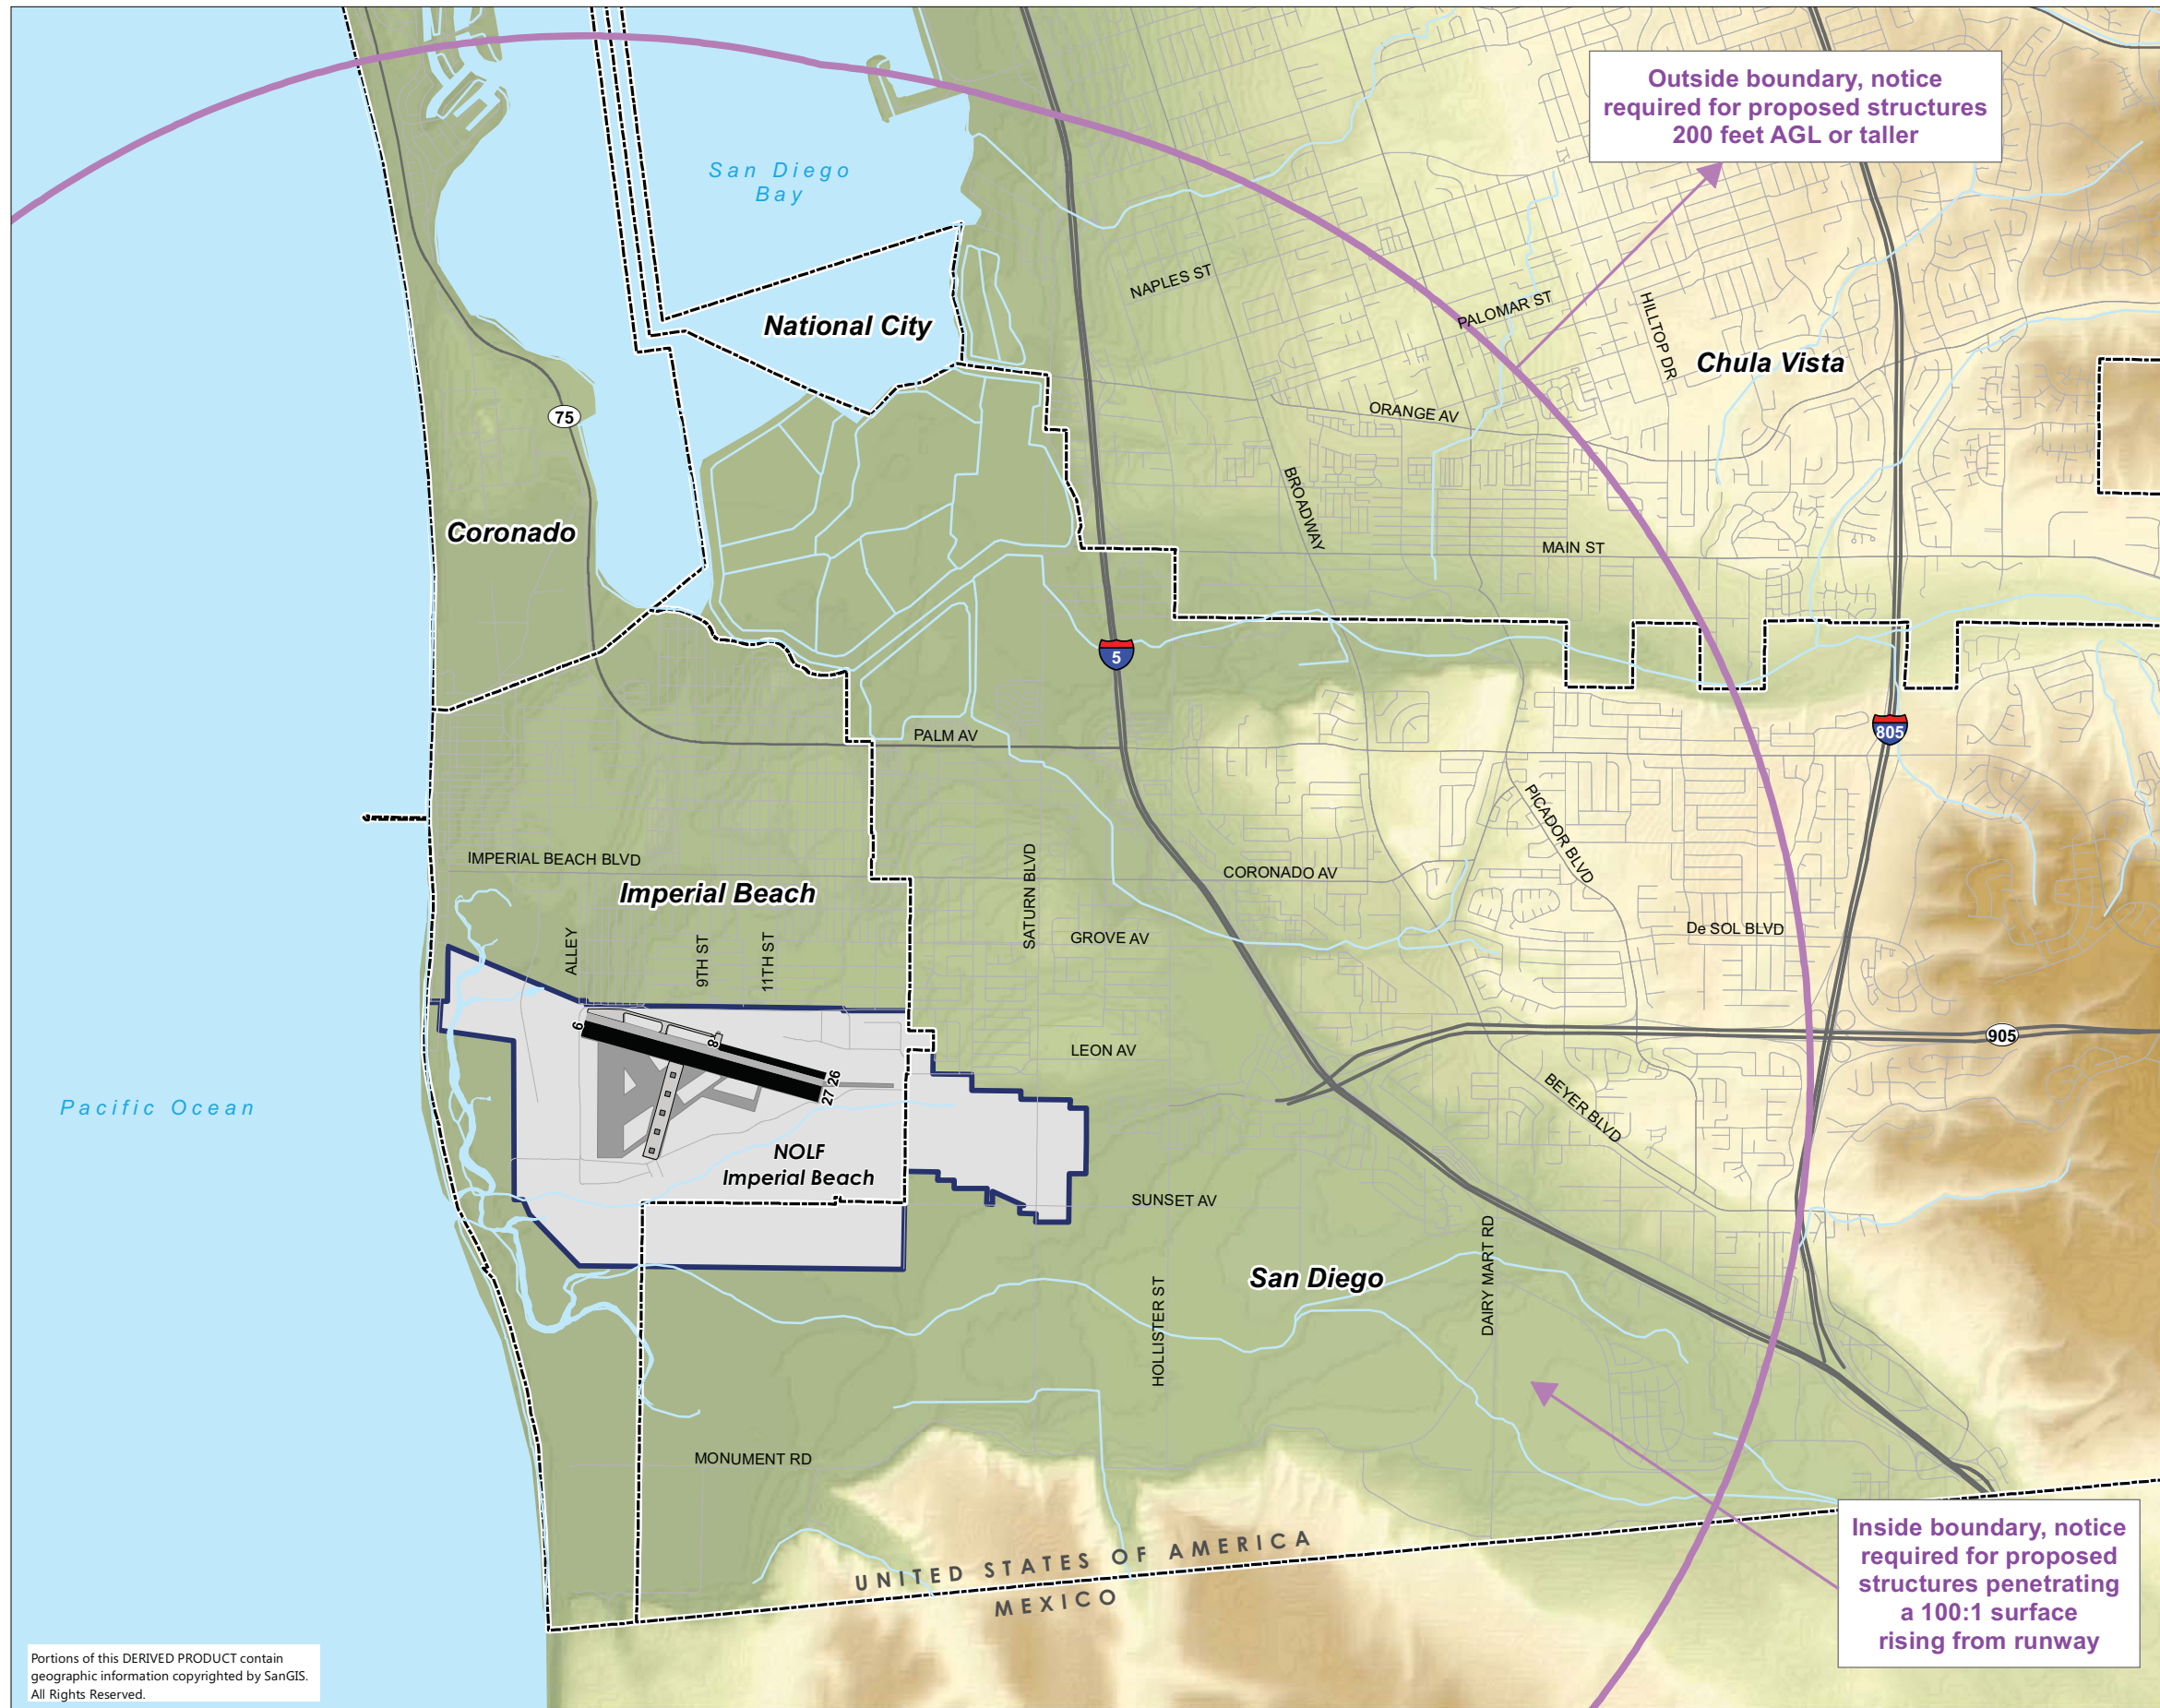 Outside boundary, notice
required for proposed structures
200 feet AGL or taller
San Diego
Bay
NAPLES ST
National City
PALOMAR ST
HILLTOP DR
Chula Vista
75
ORANGE AV
Coronado
BROADWAY
MAIN ST
5
805
PALM AV
PICADOR BLVD
IMPERIAL BEACH BLVD
Imperial Beach
SATURN BLVD
CORONADO AV
ALLEY
9TH ST
11TH ST
GROVE AV
De SOL BLVD
9
8
26
27
LEON AV
905
Pacific Ocean
BEYER BLVD
NOLF
Imperial Beach
SUNSET AV
San Diego
HOLLISTER ST
DAIRY MART RD
MONUMENT RD
UNITED STATES OF AMERICA
MEXICO
Inside boundary, notice
required for proposed
structures penetrating
a 100:1 surface
rising from runway
Portions of this DERIVED PRODUCT contain
geographic information copyrighted by SanGIS.
All Rights Reserved.